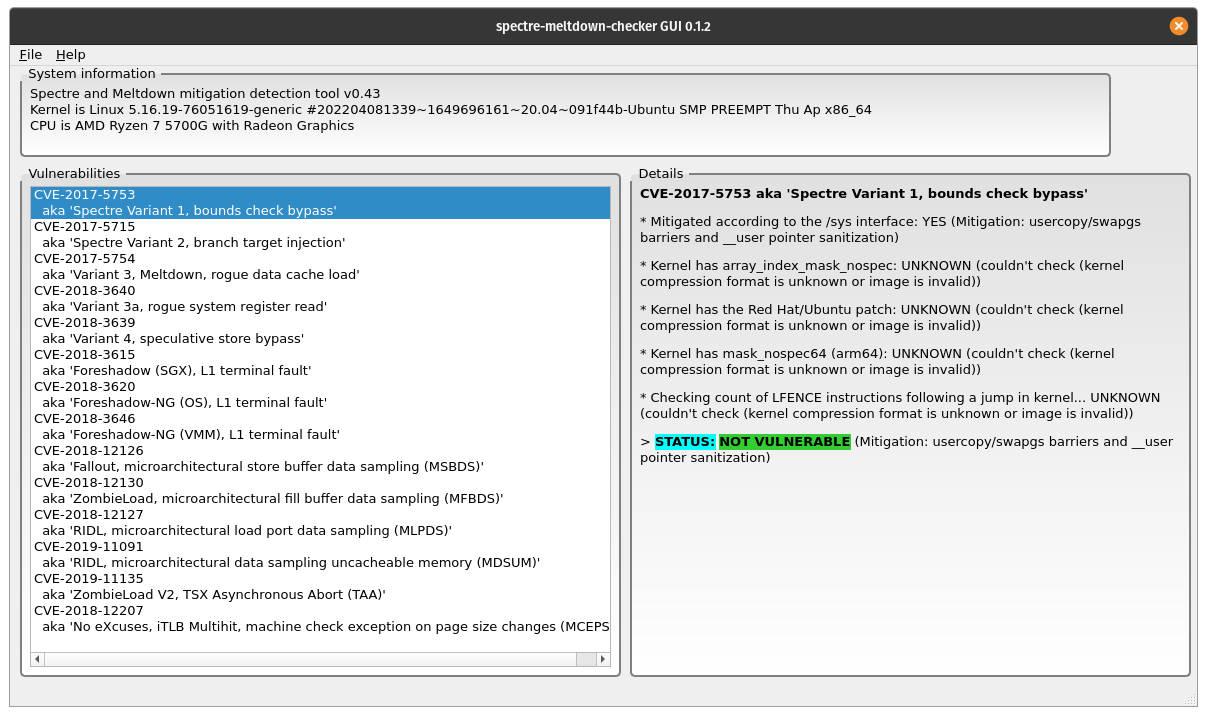 spectre-meltdown-checker GUI 0.1.2
File Help
System information
Spectre and Meltdown mitigation detection tool v0.43
Kernel is Linux 5.16.19-76051619-generic #202204081339~1649696161~20.04~091f44b-Ubuntu SMP PREEMPT Thu Ap x86_64
CPU is AMD Ryzen 7 5700G with Radeon Graphics
Vulnerabilities
CVE-2017-5753
aka 'Spectre Variant 1, bounds check bypass'
CVE-2017-5715
aka 'Spectre Variant 2, branch target injection'
CVE-2017-5754
aka 'Variant 3, Meltdown, rogue data cache load'
CVE-2018-3640
aka 'Variant 3a, rogue system register read'
CVE-2018-3639
aka 'Variant 4, speculative store bypass'
CVE-2018-3615
aka 'Foreshadow (SGX), L1 terminal fault'
CVE-2018-3620
aka 'Foreshadow-NG (OS), L1 terminal fault'
CVE-2018-3646
aka 'Foreshadow-NG (VMM), L1 terminal fault'
CVE-2018-12126
aka 'Fallout, microarchitectural store buffer data sampling (MSBDS)'
CVE-2018-12130
aka 'ZombieLoad, microarchitectural fill buffer data sampling (MFBDS)'
CVE-2018-12127
aka 'RIDL, microarchitectural load port data sampling (MLPDS)'
CVE-2019-11091
aka 'RIDL, microarchitectural data sampling uncacheable memory (MDSUM)'
CVE-2019-11135
aka 'ZombieLoad V2, TSX Asynchronous Abort (TAA)'
CVE-2018-12207
aka 'No eXcuses, iTLB Multihit, machine check exception on page size changes (MCEPS
Details
CVE-2017-5753 aka 'Spectre Variant 1, bounds check bypass'
* Mitigated according to the /sys interface: YES (Mitigation: usercopy/swapgs
barriers and __user pointer sanitization)
* Kernel has array_index_mask_nospec: UNKNOWN (couldn't check (kernel
compression format is unknown or image is invalid))
* Kernel has the Red Hat/Ubuntu patch: UNKNOWN (couldn't check (kernel
compression format is unknown or image is invalid))
* Kernel has mask_nospec64 (arm64): UNKNOWN (couldn't check (kernel
compression format is unknown or image is invalid))
* Checking count of LFENCE instructions following a jump in kernel... UNKNOWN
(couldn't check (kernel compression format is unknown or image is invalid))
> STATUS: NOT VULNERABLE (Mitigation: usercopy/swapgs barriers and __user
pointer sanitization)